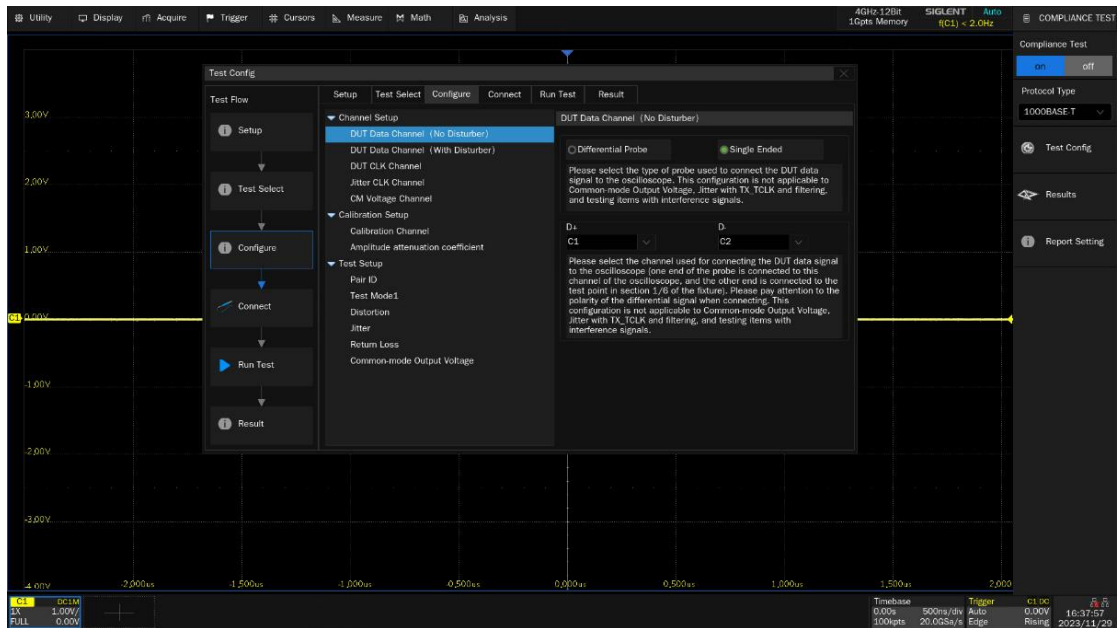 Utility Display Acquire Trigger Cursors Measure Math Analysis
4GHz-12Bit SIGLENT Auto
1Gpts Memory f(C1) < 2.0Hz
COMPLIANCE TEST
Compliance Test
on off
Protocol Type
1000BASE-T
Test Config
Results
Report Setting
Test Config
Test Flow
Setup
Test Select
Configure
Connect
Run Test
Result
Setup Test Select Configure Connect Run Test Result
Channel Setup
DUT Data Channel (No Disturber)
DUT Data Channel (With Disturber)
DUT CLK Channel
Jitter CLK Channel
CM Voltage Channel
Calibration Setup
Calibration Channel
Amplitude attenuation coefficient
Test Setup
Pair ID
Test Mode1
Distortion
Jitter
Return Loss
Common-mode Output Voltage
DUT Data Channel (No Disturber)
Differential Probe Single Ended
Please select the type of probe used to connect the DUT data
signal to the oscilloscope. This configuration is not applicable to
Common-mode Output Voltage, Jitter with TX_TCLK and filtering,
and testing items with interference signals.
D+ D-
C1 C2
Please select the channel used for connecting the DUT data signal
to the oscilloscope (one end of the probe is connected to this
channel of the oscilloscope, and the other end is connected to the
test point in section 1/6 of the fixture). Please pay attention to the
polarity of the differential signal when connecting. This
configuration is not applicable to Common-mode Output Voltage,
Jitter with TX_TCLK and filtering, and testing items with
interference signals.
3.00V
2.00V
1.00V
C1 0.00V
-1.00V
-2.00V
-3.00V
-4.00V
-2.000us -1.500us -1.000us -0.500us 0.000us 0.500us 1.000us 1.500us 2.000
C1 DC1M
1X 1.00V/
FULL 0.00V
Timebase
0.00s 500ns/div
100kpts 20.0GSa/s
Trigger C1 DC
Auto 0.00V
Edge Rising
16:37:57
2023/11/29